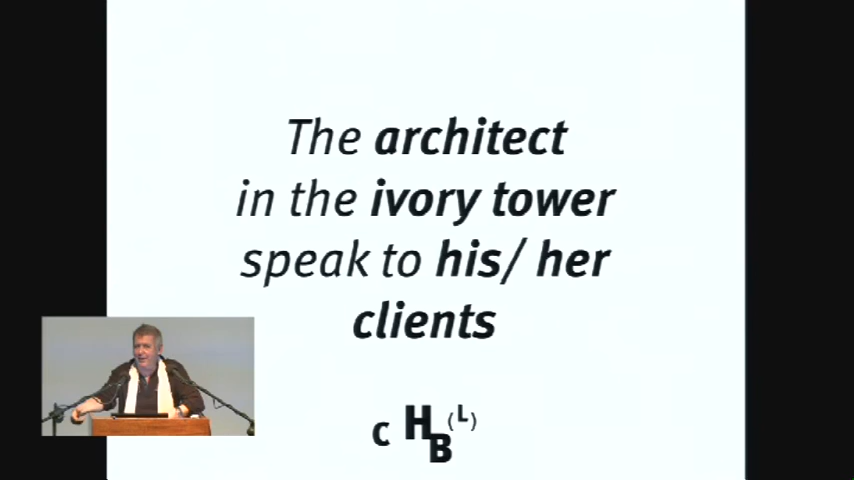 The architect
in the ivory tower
speak to his/ her
clients
c HB(L)